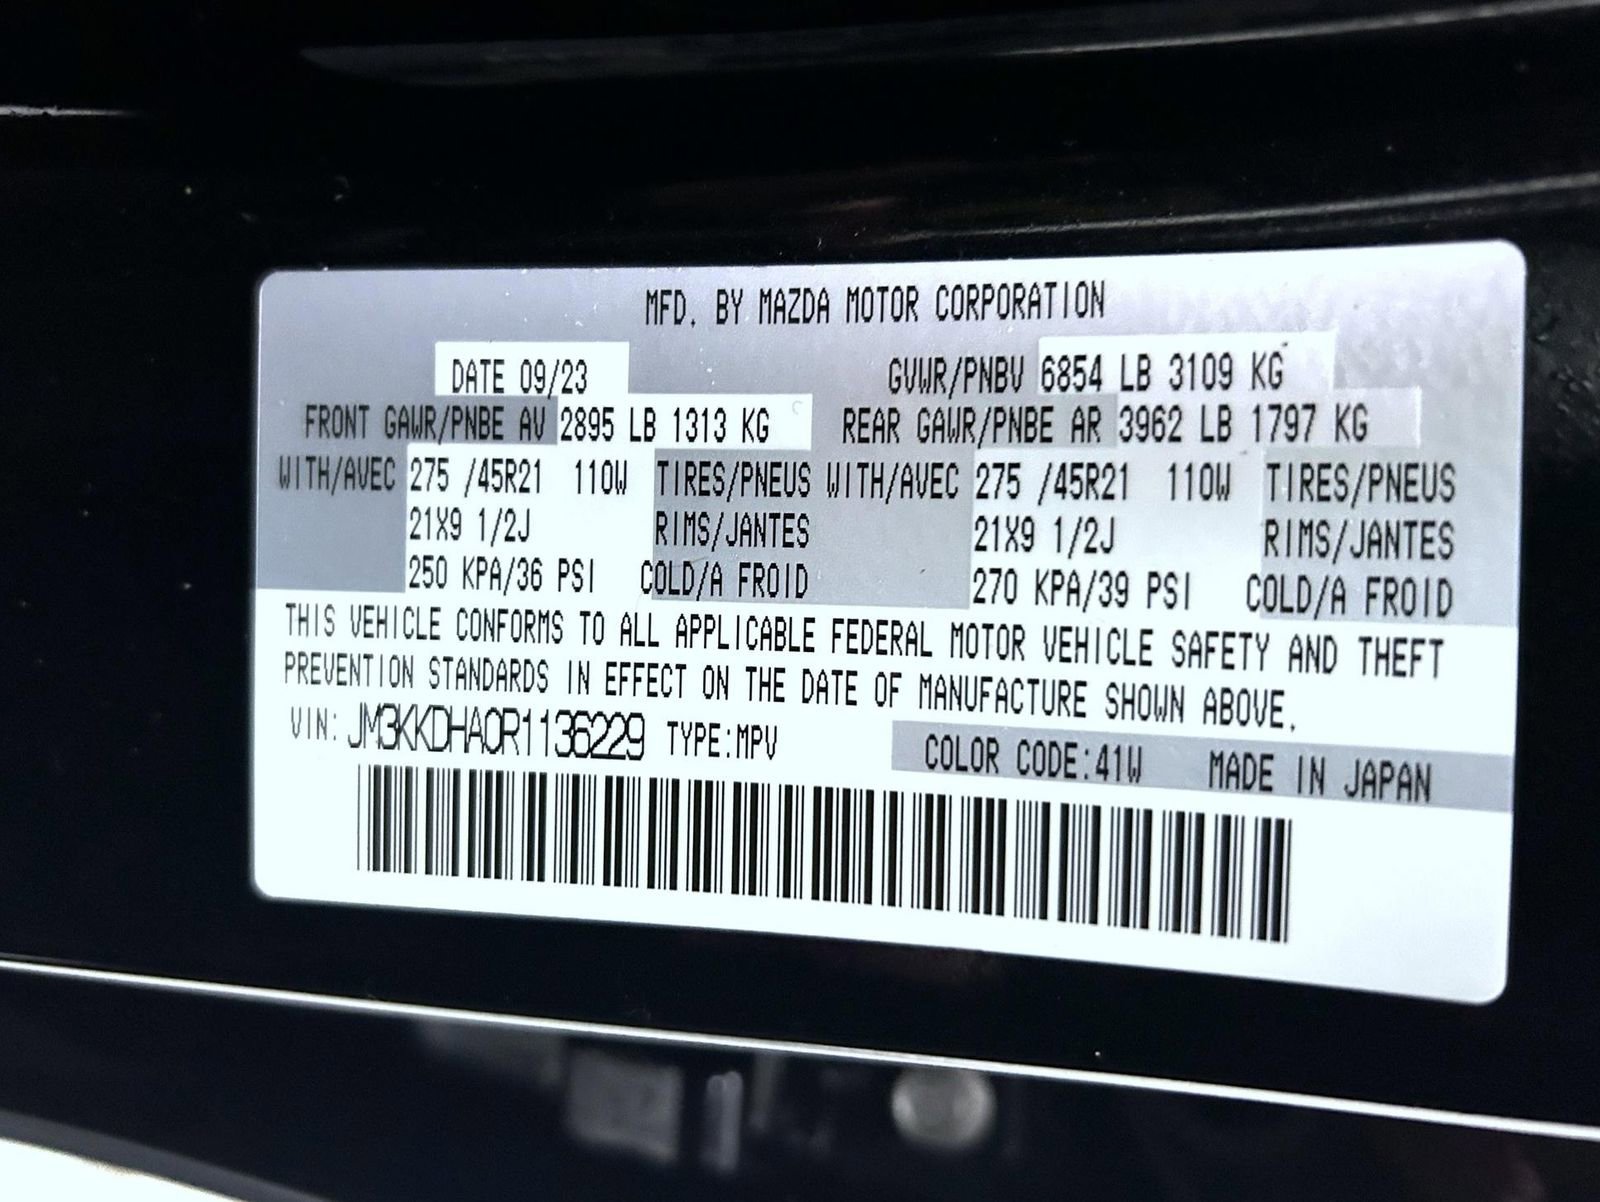 MFD. BY MAZDA MOTOR CORPORATION
DATE 09/23 GVWR/PNBV 6854 LB 3109 KG
FRONT GAWR/PNBE AV 2895 LB 1313 KG REAR GAWR/PNBE AR 3962 LB 1797 KG
WITH/AVEC 275 /45R21 110W TIRES/PNEUS WITH/AVEC 275 /45R21 110W TIRES/PNEUS
21X9 1/2J RIMS/JANTES 21X9 1/2J RIMS/JANTES
250 KPA/36 PSI COLD/A FROID 270 KPA/39 PSI COLD/A FROID
THIS VEHICLE CONFORMS TO ALL APPLICABLE FEDERAL MOTOR VEHICLE SAFETY AND THEFT
PREVENTION STANDARDS IN EFFECT ON THE DATE OF MANUFACTURE SHOWN ABOVE.
VIN: JM3KKDHA0R1136229 TYPE:MPV COLOR CODE:41W MADE IN JAPAN